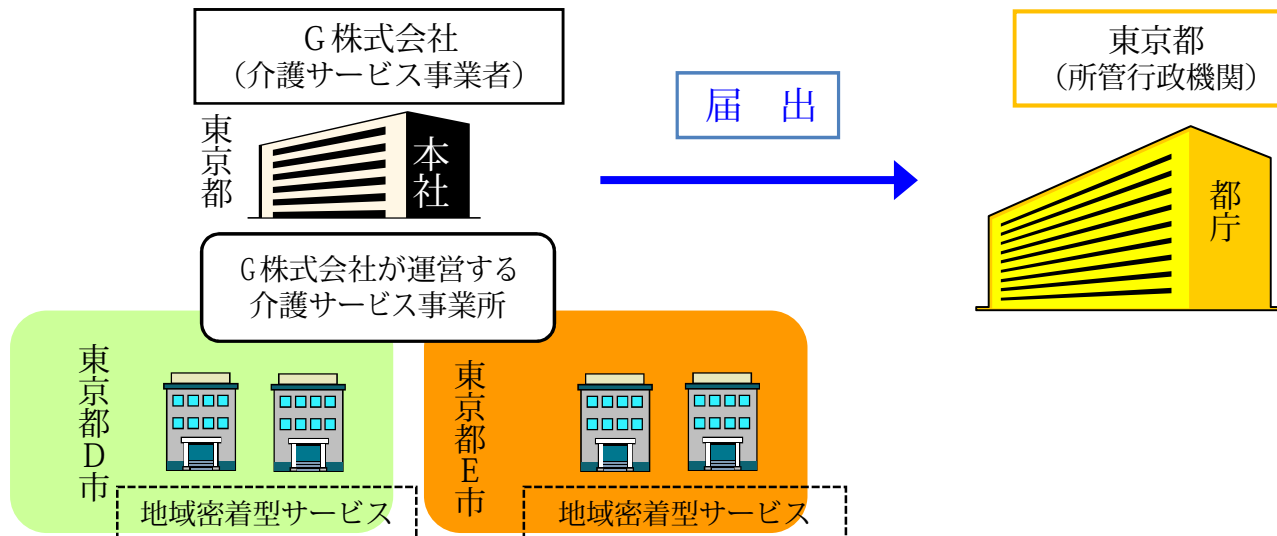 G株式会社
（介護サービス事業者）
東京都
本社
届　出
東京都
（所管行政機関）
都庁
G株式会社が運営する
介護サービス事業所
東京都D市
地域密着型サービス
東京都E市
地域密着型サービス